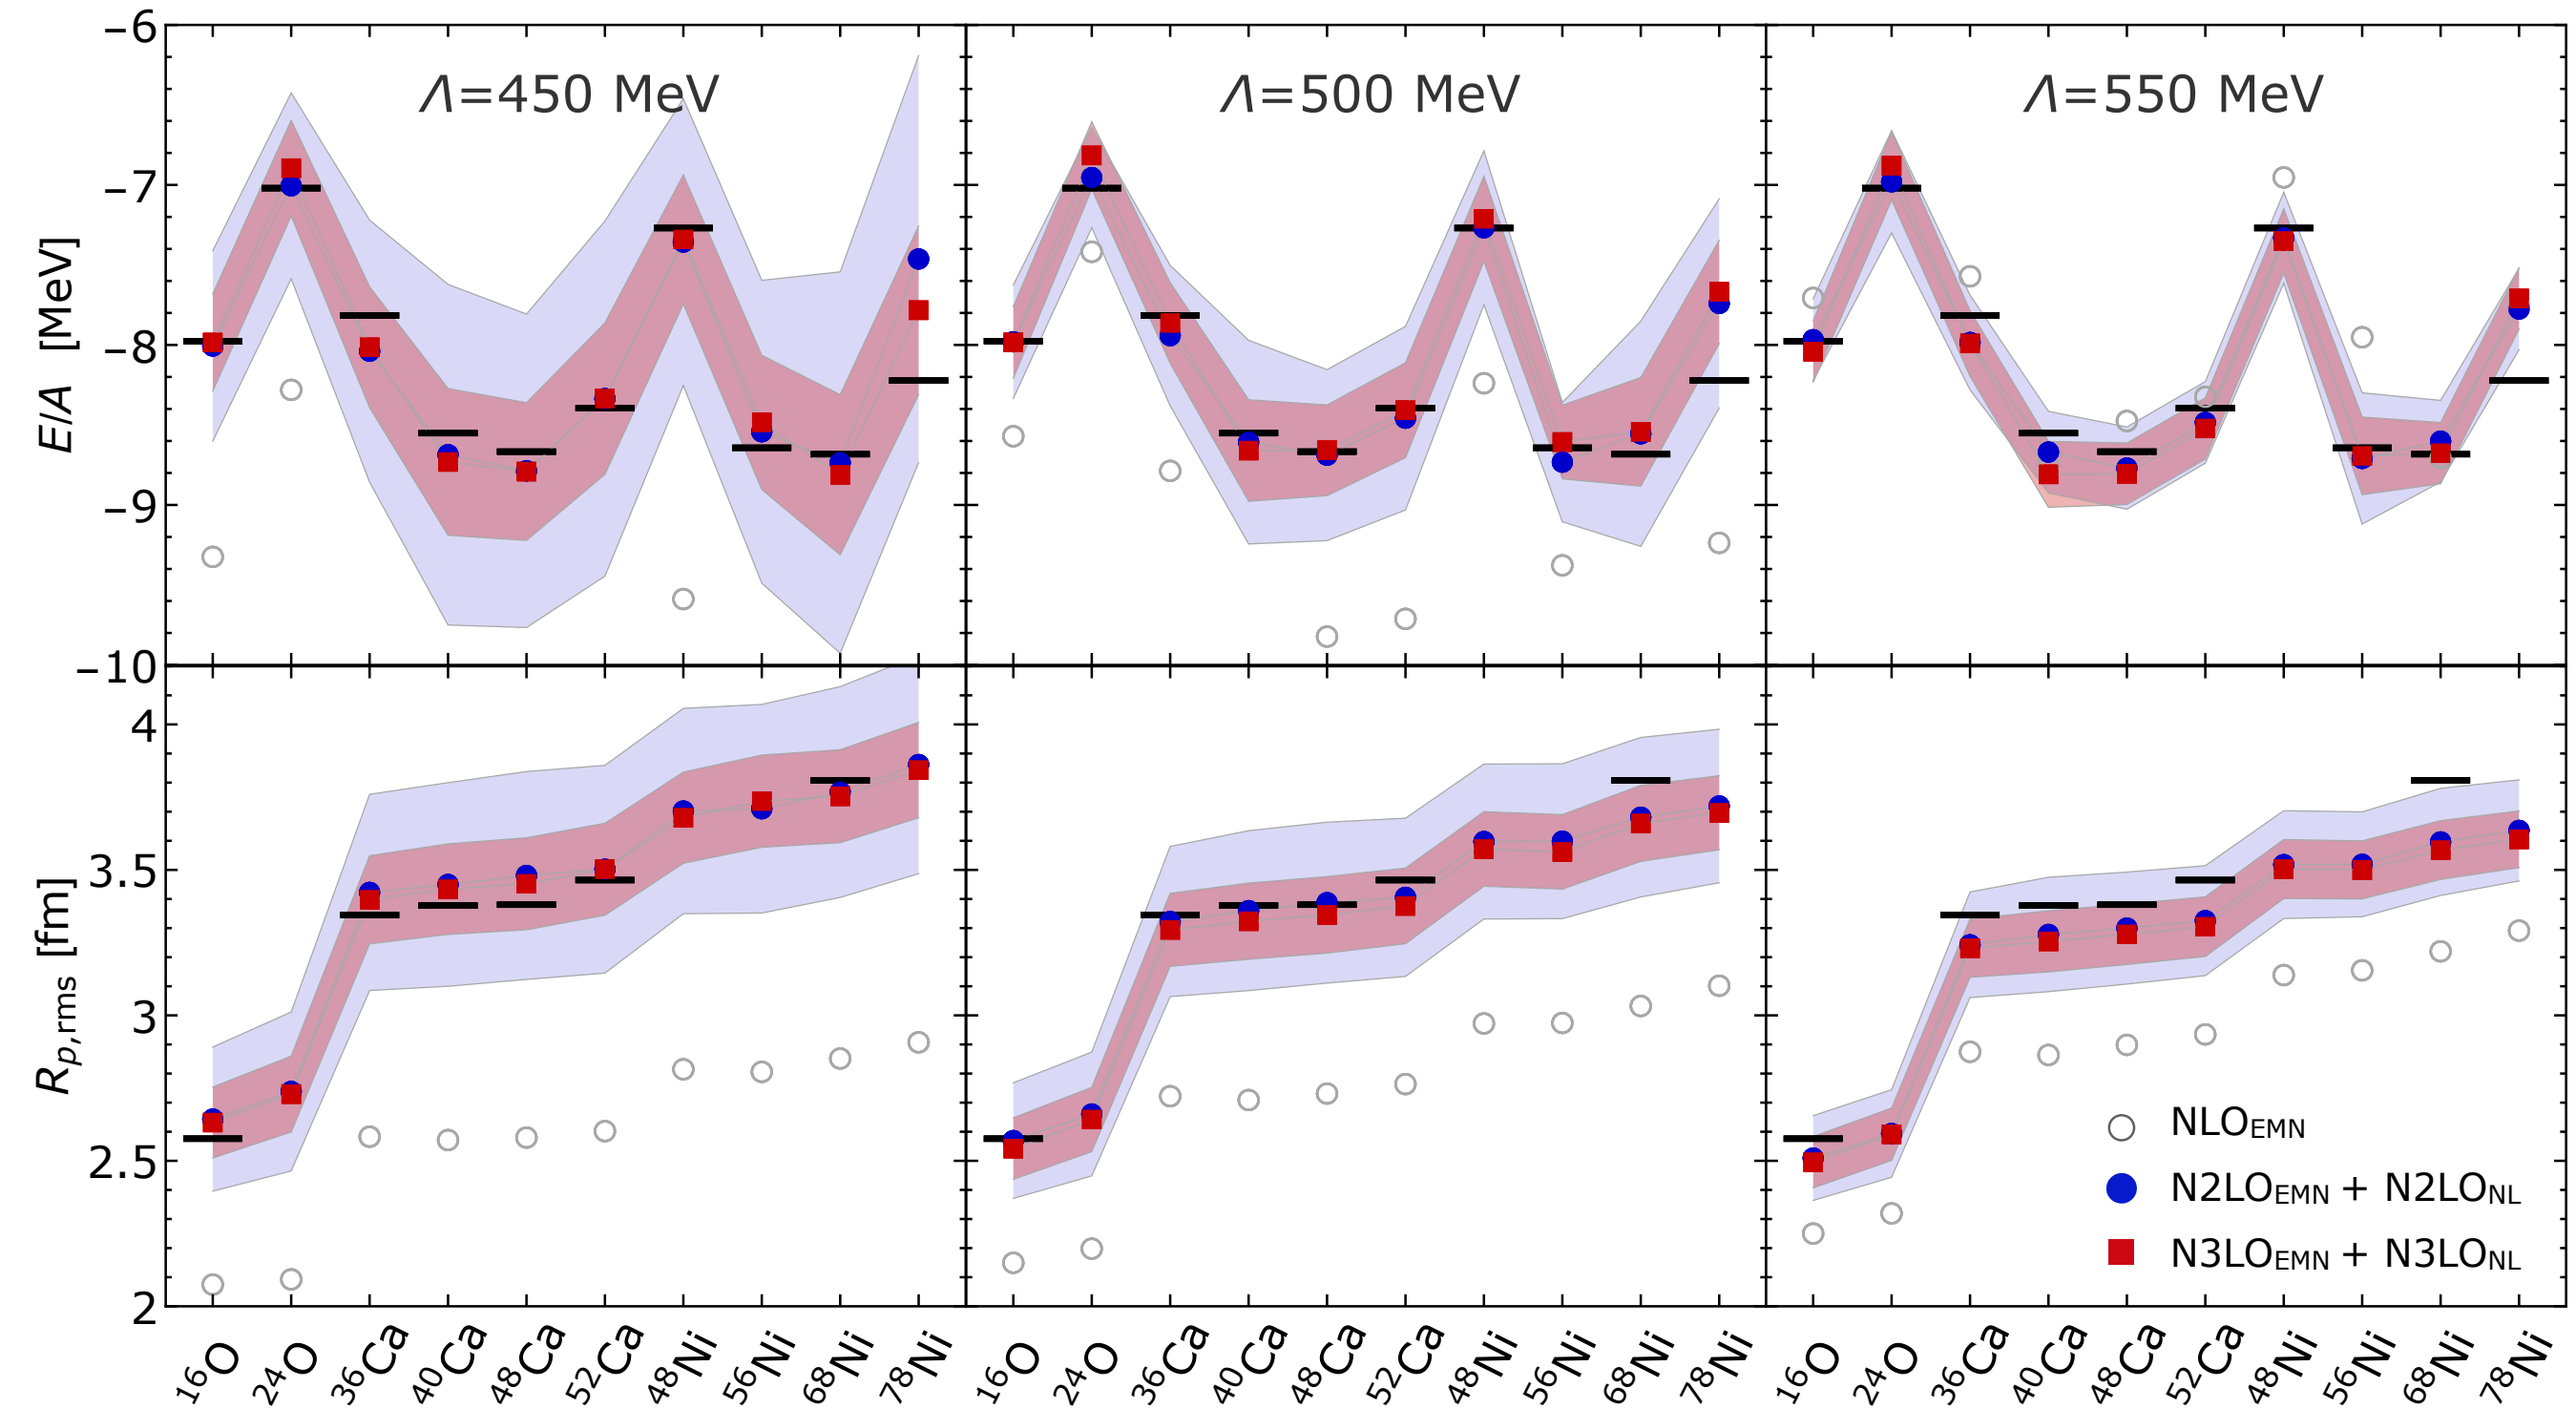 Λ=450 MeV Λ=500 MeV Λ=550 MeV
E/A [MeV]
−6
−7
−8
−9
−10
R_p,rms [fm]
4
3.5
3
2.5
2
NLO_EMN
N2LO_EMN + N2LO_NL
N3LO_EMN + N3LO_NL
¹⁶O ²⁴O ³⁶Ca ⁴⁰Ca ⁴⁸Ca ⁵²Ca ⁴⁸Ni ⁵⁶Ni ⁶⁸Ni ⁷⁸Ni ¹⁶O ²⁴O ³⁶Ca ⁴⁰Ca ⁴⁸Ca ⁵²Ca ⁴⁸Ni ⁵⁶Ni ⁶⁸Ni ⁷⁸Ni ¹⁶O ²⁴O ³⁶Ca ⁴⁰Ca ⁴⁸Ca ⁵²Ca ⁴⁸Ni ⁵⁶Ni ⁶⁸Ni ⁷⁸Ni